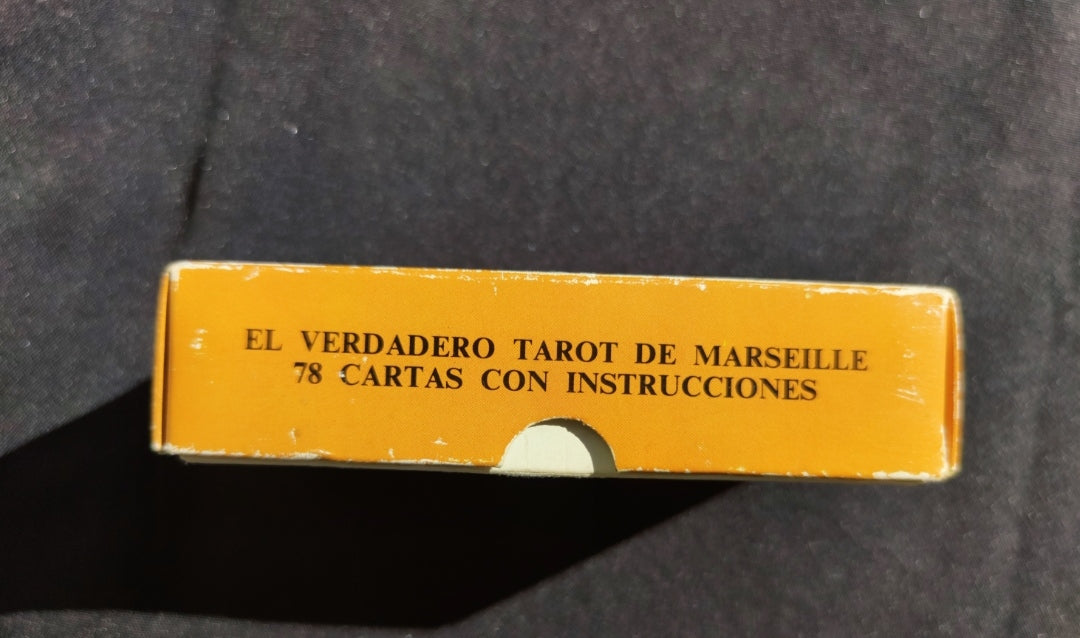 EL VERDADERO TAROT DE MARSEILLE
78 CARTAS CON INSTRUCCIONES